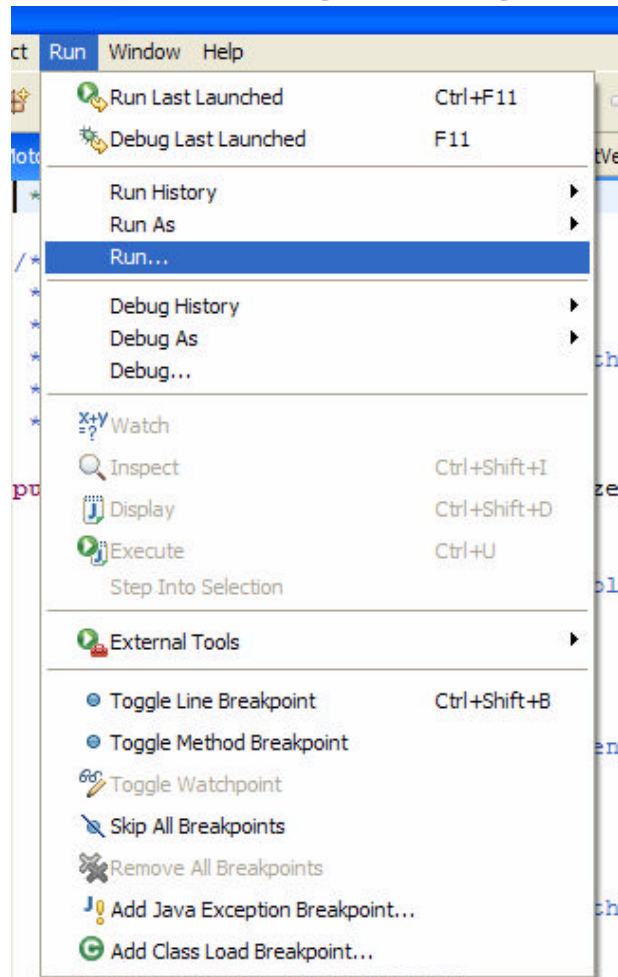 Run Window Help
Run Last Launched Ctrl+F11
Debug Last Launched F11
Run History
Run As
Run...
/*
*
*
*
*
*
Debug History
Debug As
Debug...
X+Y=? Watch
Inspect Ctrl+Shift+I
Display Ctrl+Shift+D
Execute Ctrl+U
Step Into Selection
External Tools
Toggle Line Breakpoint Ctrl+Shift+B
Toggle Method Breakpoint
Toggle Watchpoint
Skip All Breakpoints
Remove All Breakpoints
Add Java Exception Breakpoint...
Add Class Load Breakpoint...